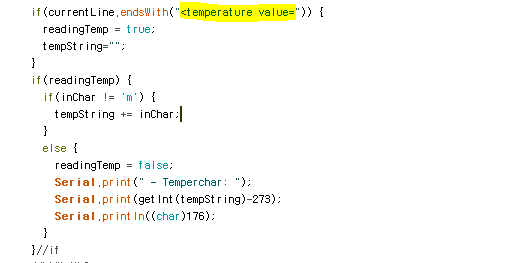 if(currentLine.endsWith("<temperature value=")) {
readingTemp = true;
tempString="";
}
if(readingTemp) {
if(inChar != 'm') {
tempString += inChar;
}
else {
readingTemp = false;
Serial.print(" - Temperchar: ");
Serial.print(getInt(tempString)-273);
Serial.println((char)176);
}
}//if